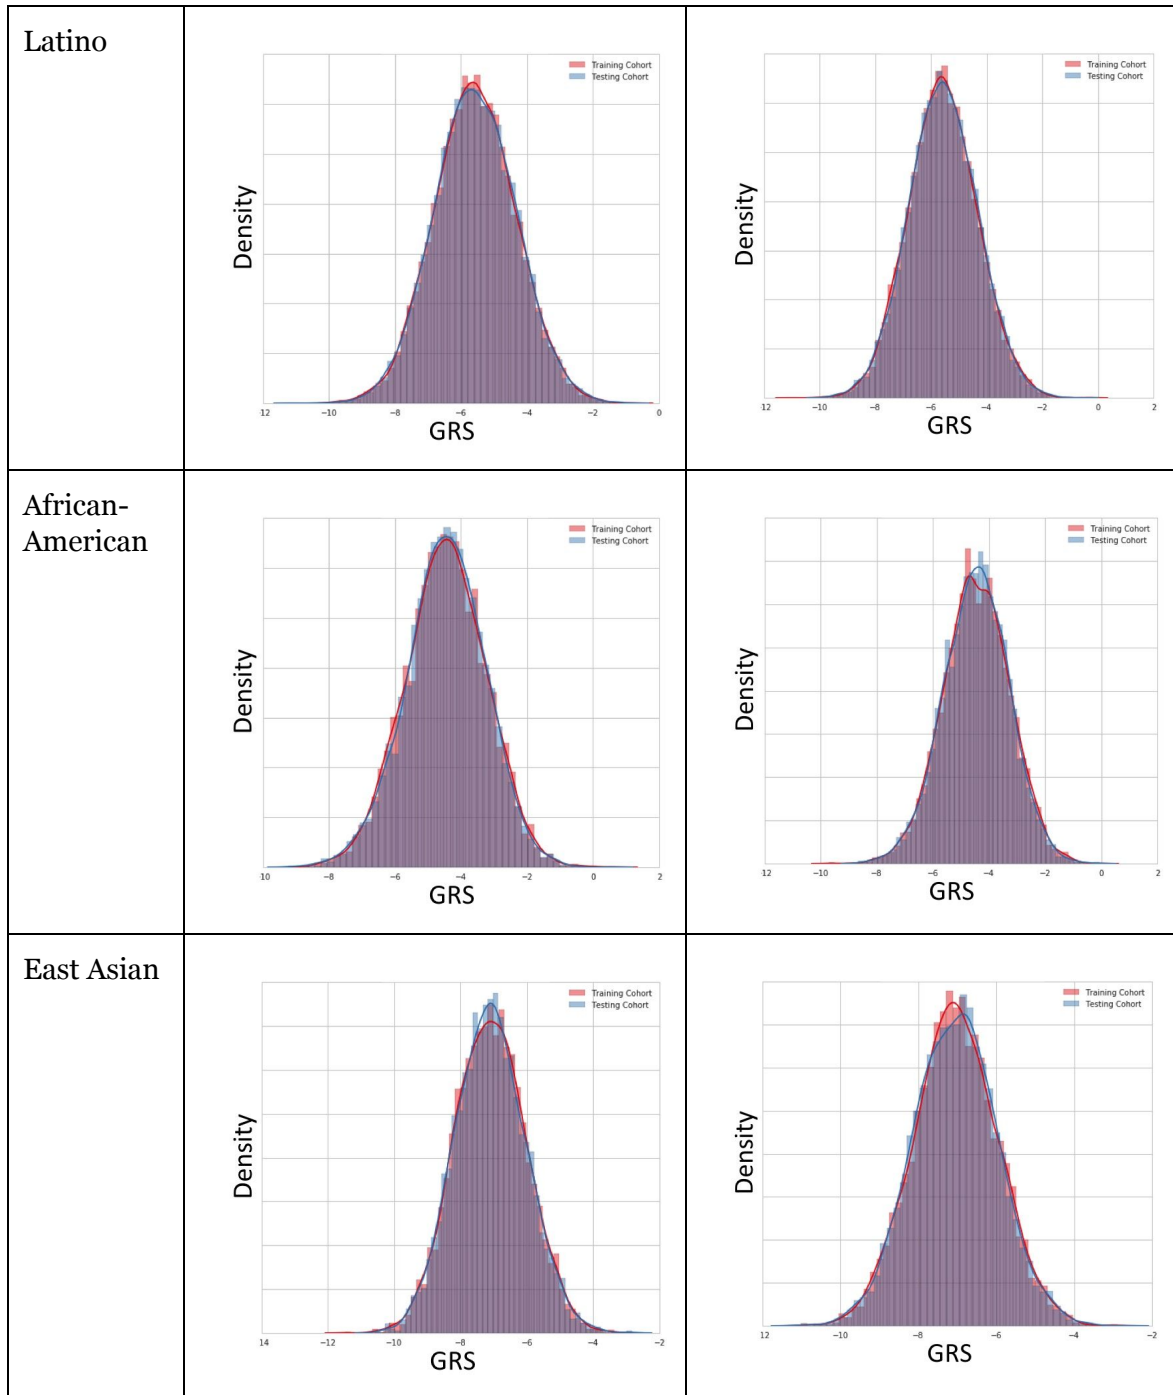 Latino
Training Cohort
Testing Cohort
Density
12 −10 −8 −6 −4 −2 0
GRS
Training Cohort
Testing Cohort
Density
12 −10 −8 −6 −4 −2 0 2
GRS
African-
American
Training Cohort
Testing Cohort
Density
10 −8 −6 −4 −2 0 2
GRS
Training Cohort
Testing Cohort
Density
12 −10 −8 −6 −4 −2 0 2
GRS
East Asian
Training Cohort
Testing Cohort
Density
14 −12 −10 −8 −6 −4 −2
GRS
Training Cohort
Testing Cohort
Density
12 −10 −8 −6 −4 −2
GRS